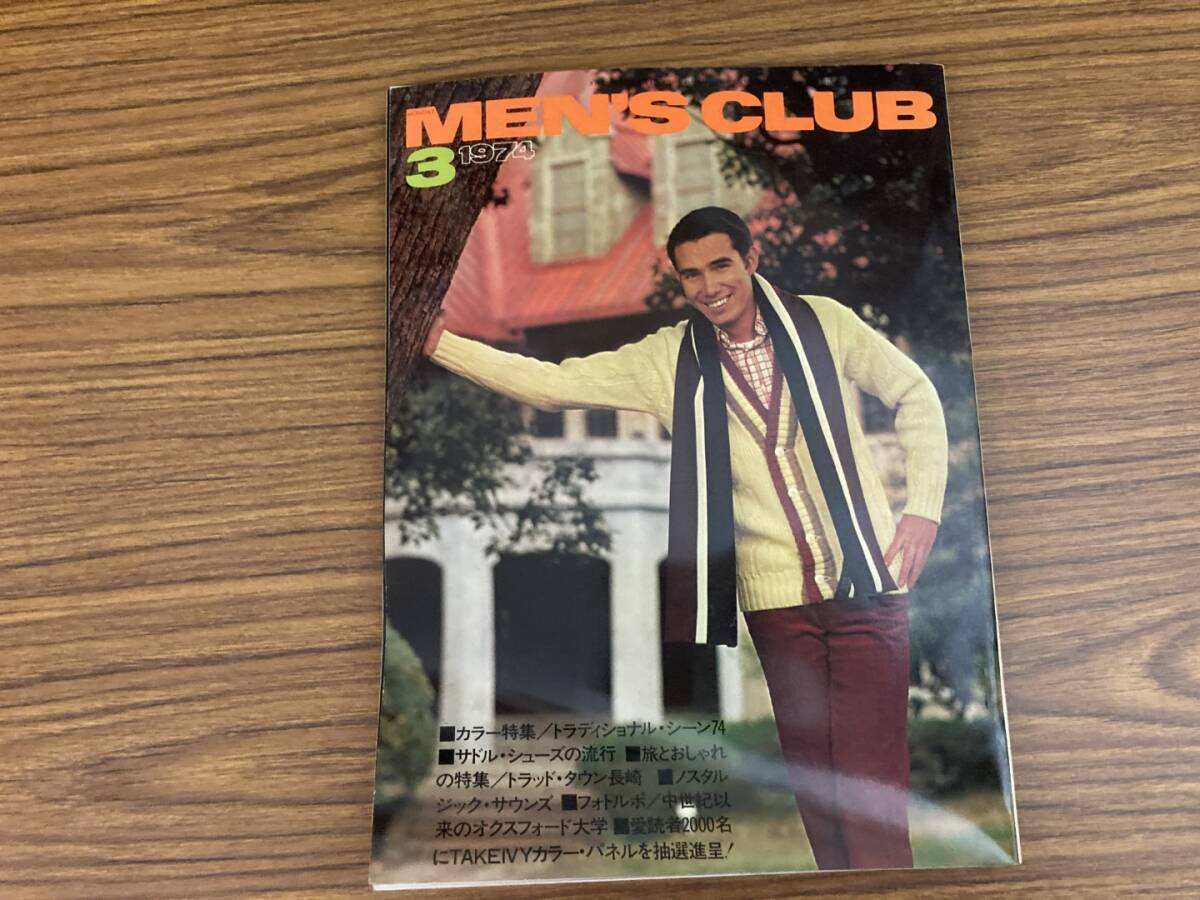 MONTHLY
MEN'S CLUB
3 1974
■カラー特集/トラディショナル・シーン74
■サドル・シューズの流行 ■旅とおしゃれ
の特集/トラッド・タウン長崎 ■ノスタル
ジック・サウンズ ■フォトルポ/中世紀以
来のオクスフォード大学 ■愛読者2000名
にTAKEIVYカラー・パネルを抽選進呈!